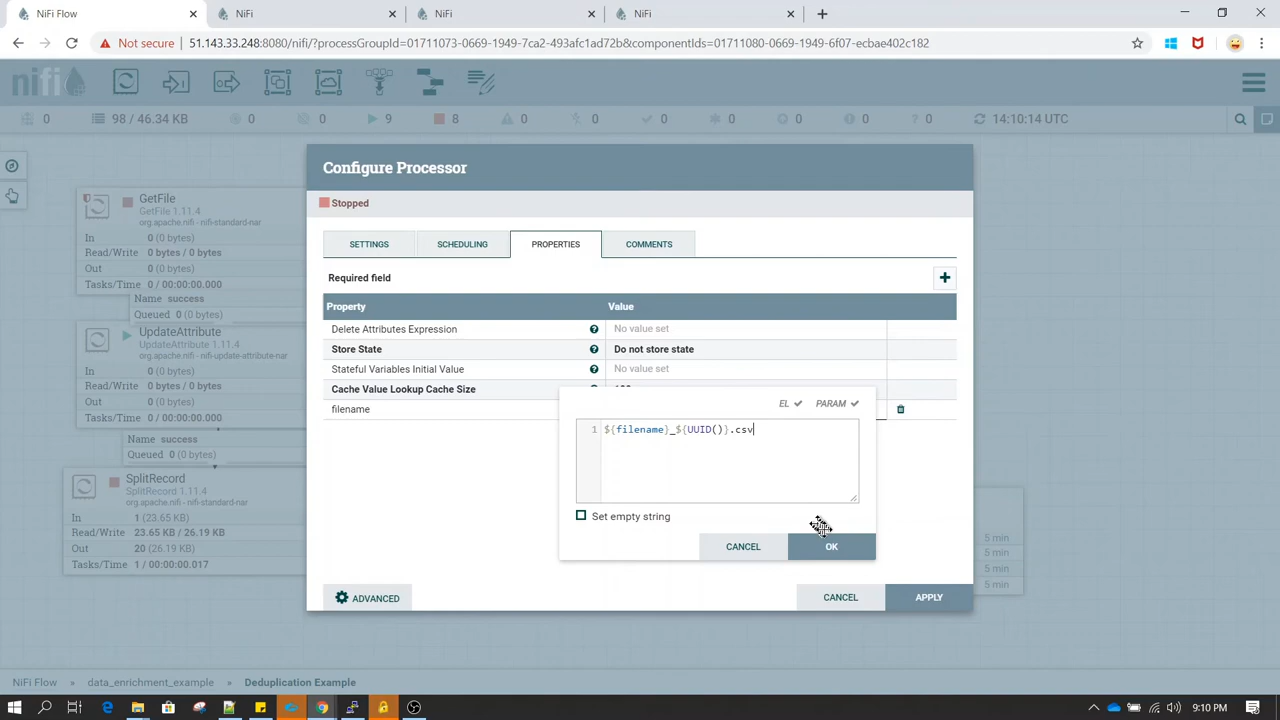 NiFi Flow
NiFi
NiFi
NiFi
Not secure
51.143.33.248:8080/nifi/?processGroupId=01711073-0669-1949-7ca2-493afc1ad72b&componentIds=01711080-0669-1949-6f07-ecbae402c182
nifi
0
98 / 46.34 KB
0
0
9
8
0
0
0
0
0
0
0
14:10:14 UTC
Configure Processor
Stopped
SETTINGS
SCHEDULING
PROPERTIES
COMMENTS
Required field
Property
Value
Delete Attributes Expression
No value set
Store State
Do not store state
Stateful Variables Initial Value
No value set
Cache Value Lookup Cache Size
filename
EL
PARAM
1
${filename}_${UUID()}.csv
Set empty string
CANCEL
OK
ADVANCED
CANCEL
APPLY
GetFile
GetFile 1.11.4
org.apache.nifi - nifi-standard-nar
In
0 (0 bytes)
Read/Write
0 bytes / 0 bytes
Out
0 (0 bytes)
Tasks/Time
0 / 00:00:00.000
Name success
Queued 0 (0 bytes)
UpdateAttribute
UpdateAttribute 1.11.4
org.apache.nifi - nifi-update-attribute-nar
In
0 (0 bytes)
Read/Write
0 bytes / 0 bytes
Out
0 (0 bytes)
Tasks/Time
0 / 00:00:00.000
Name success
Queued 0 (0 bytes)
SplitRecord
SplitRecord 1.11.4
org.apache.nifi - nifi-standard-nar
In
1 (23.65 KB)
Read/Write
23.65 KB / 26.19 KB
Out
20 (26.19 KB)
Tasks/Time
1 / 00:00:00.017
5 min
5 min
5 min
5 min
NiFi Flow » data_enrichment_example » Deduplication Example
9:10 PM